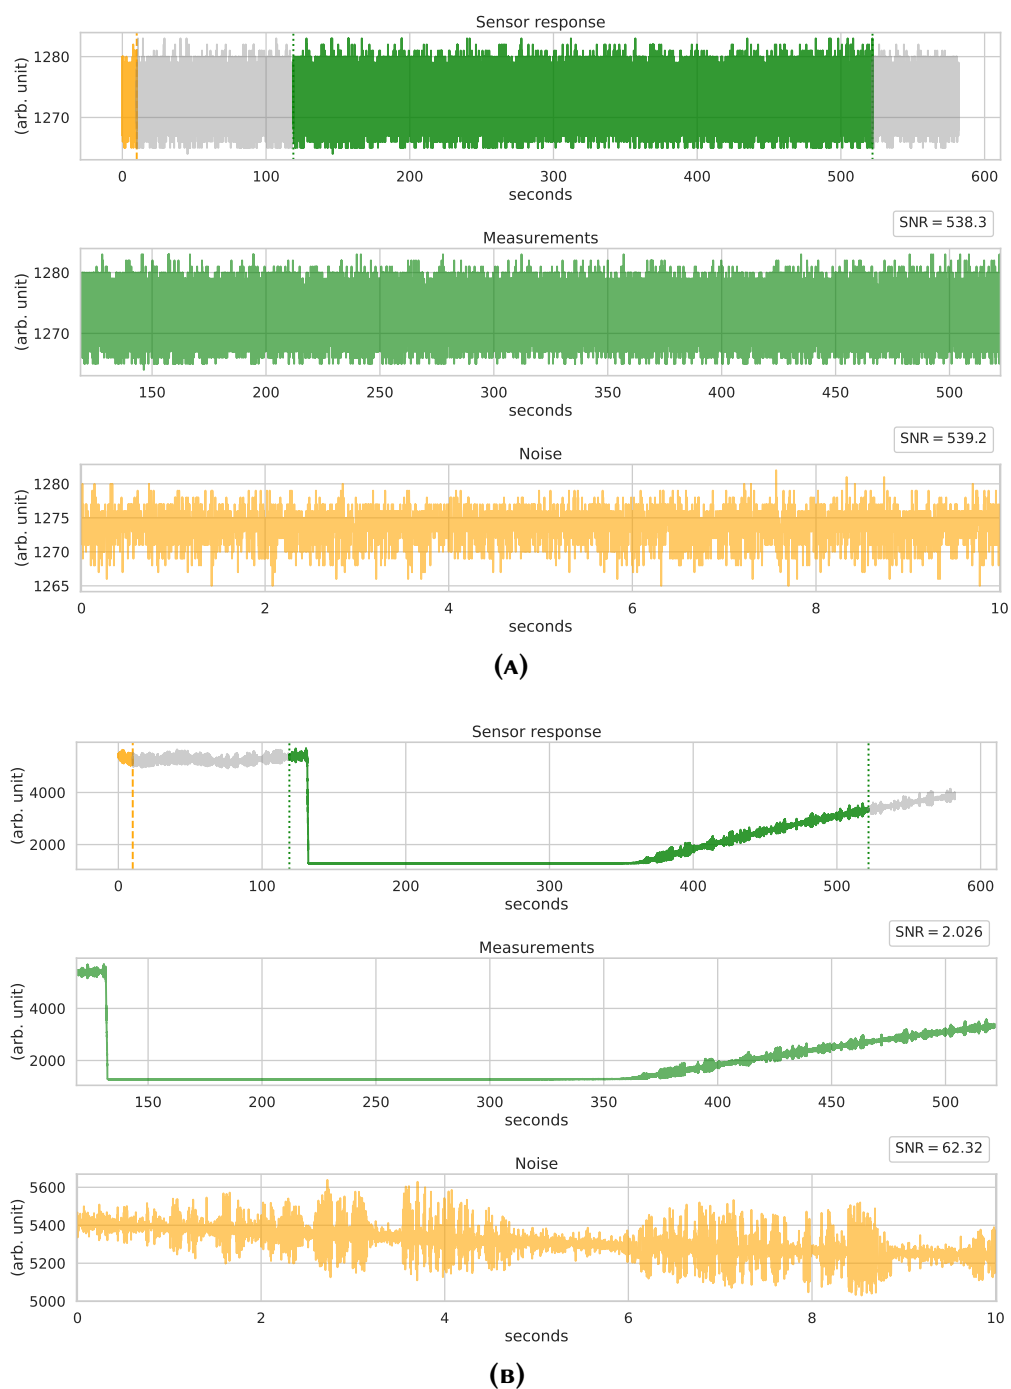 Sensor response
(arb. unit)
1280
1270
0 100 200 300 400 500 600
seconds
SNR = 538.3
Measurements
(arb. unit)
1280
1270
150 200 250 300 350 400 450 500
seconds
SNR = 539.2
Noise
(arb. unit)
1280
1275
1270
1265
0 2 4 6 8 10
seconds
(A)
Sensor response
(arb. unit)
4000
2000
0 100 200 300 400 500 600
seconds
SNR = 2.026
Measurements
(arb. unit)
4000
2000
150 200 250 300 350 400 450 500
seconds
SNR = 62.32
Noise
(arb. unit)
5600
5400
5200
5000
0 2 4 6 8 10
seconds
(B)